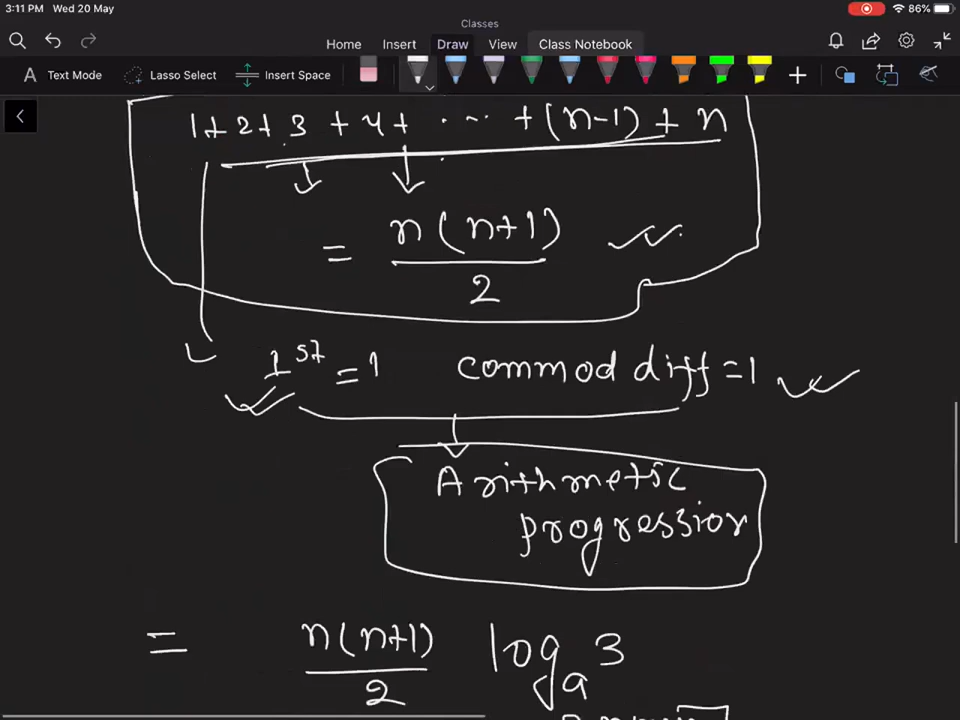 3:11 PM Wed 20 May 86%
Classes
Home Insert Draw View Class Notebook
Text Mode Lasso Select Insert Space
1 + 2 + 3 + 4 + ... + (n-1) + n
= n(n+1)
2
1st = 1 commod diff = 1
Arithmetic
progression
= n(n+1) log_a 3
2